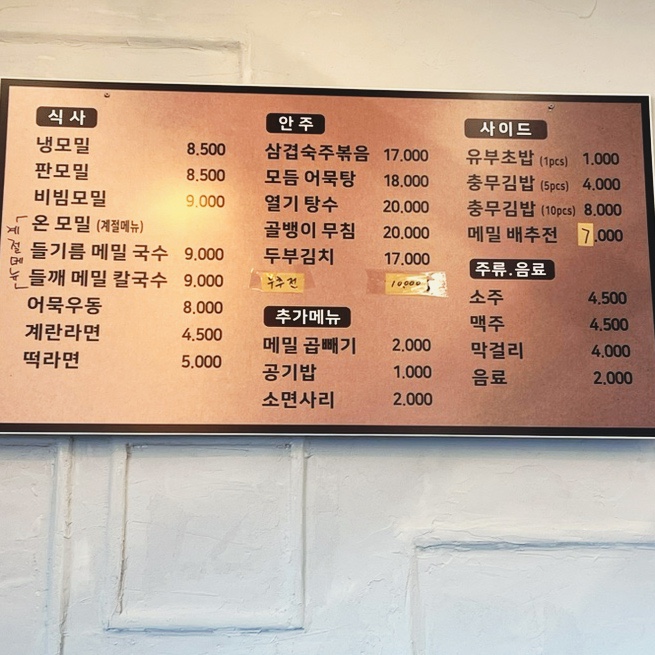 식사
냉모밀 8.500
판모밀 8.500
비빔모밀 9.000
온 모밀 (계절메뉴)
들기름 메밀 국수 9.000
들깨 메밀 칼국수 9.000
어묵우동 8.000
계란라면 4.500
떡라면 5.000
계절메뉴
안주
삼겹숙주볶음 17.000
모듬 어묵탕 18.000
열기 탕수 20.000
골뱅이 무침 20.000
두부김치 17.000
부추전 10.000
추가메뉴
메밀 곱빼기 2.000
공기밥 1.000
소면사리 2.000
사이드
유부초밥 (1pcs) 1.000
충무김밥 (5pcs) 4.000
충무김밥 (10pcs) 8.000
메밀 배추전 7.000
주류.음료
소주 4.500
맥주 4.500
막걸리 4.000
음료 2.000